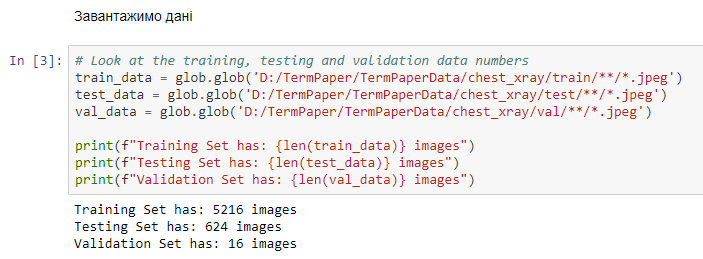 Завантажимо дані
In [3]: # Look at the training, testing and validation data numbers
train_data = glob.glob('D:/TermPaper/TermPaperData/chest_xray/train/**/*.jpeg')
test_data = glob.glob('D:/TermPaper/TermPaperData/chest_xray/test/**/*.jpeg')
val_data = glob.glob('D:/TermPaper/TermPaperData/chest_xray/val/**/*.jpeg')
print(f"Training Set has: {len(train_data)} images")
print(f"Testing Set has: {len(test_data)} images")
print(f"Validation Set has: {len(val_data)} images")
Training Set has: 5216 images
Testing Set has: 624 images
Validation Set has: 16 images